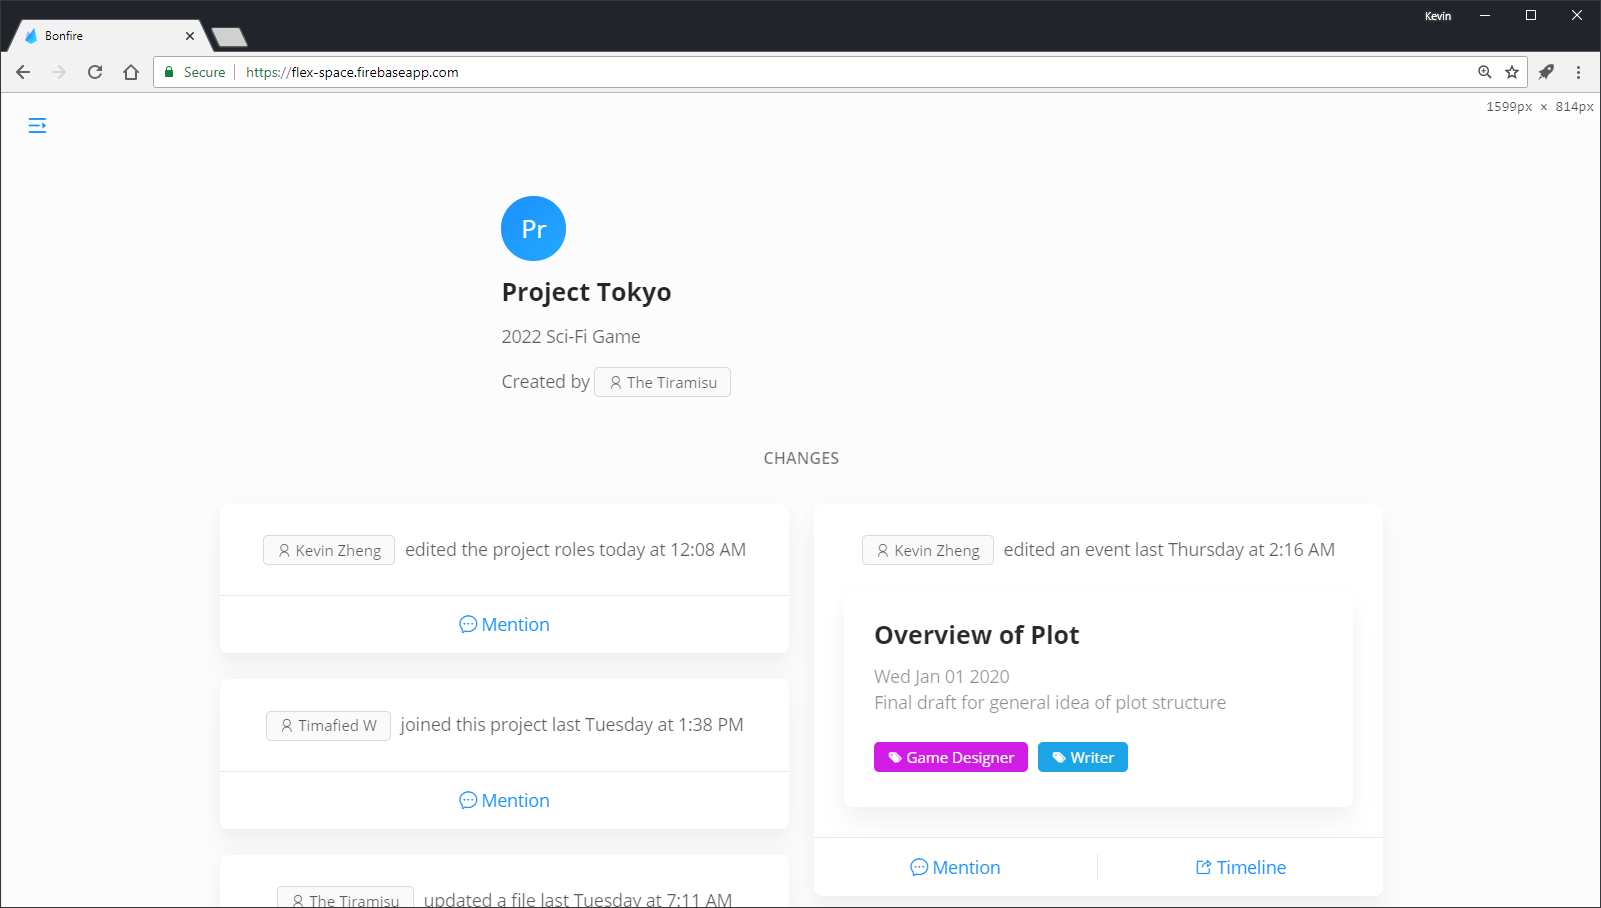 Kevin
Bonfire
Secure https://flex-space.firebaseapp.com
1599px × 814px
Pr
Project Tokyo
2022 Sci-Fi Game
Created by The Tiramisu
CHANGES
Kevin Zheng edited the project roles today at 12:08 AM
Mention
Timafied W joined this project last Tuesday at 1:38 PM
Mention
The Tiramisu updated a file last Tuesday at 7:11 AM
Kevin Zheng edited an event last Thursday at 2:16 AM
Overview of Plot
Wed Jan 01 2020
Final draft for general idea of plot structure
Game Designer Writer
Mention Timeline